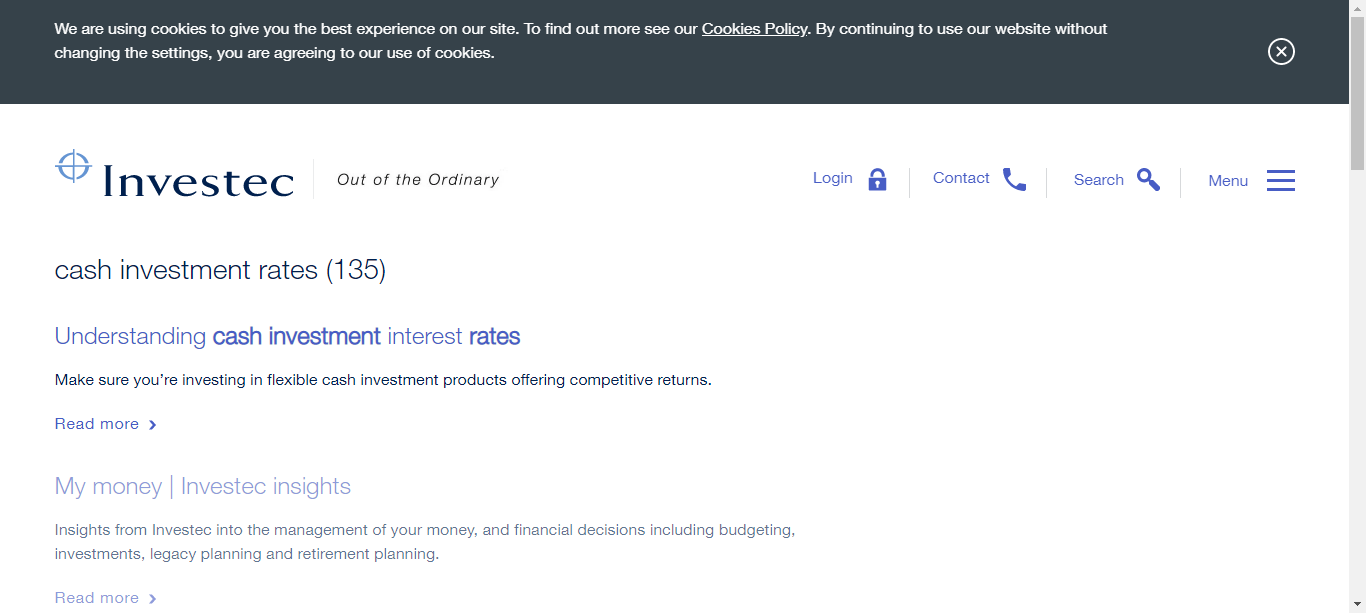 We are using cookies to give you the best experience on our site. To find out more see our Cookies Policy. By continuing to use our website without
changing the settings, you are agreeing to our use of cookies.
Investec
Out of the Ordinary
Login
Contact
Search
Menu
cash investment rates (135)
Understanding cash investment interest rates
Make sure you’re investing in flexible cash investment products offering competitive returns.
Read more
My money | Investec insights
Insights from Investec into the management of your money, and financial decisions including budgeting,
investments, legacy planning and retirement planning.
Read more